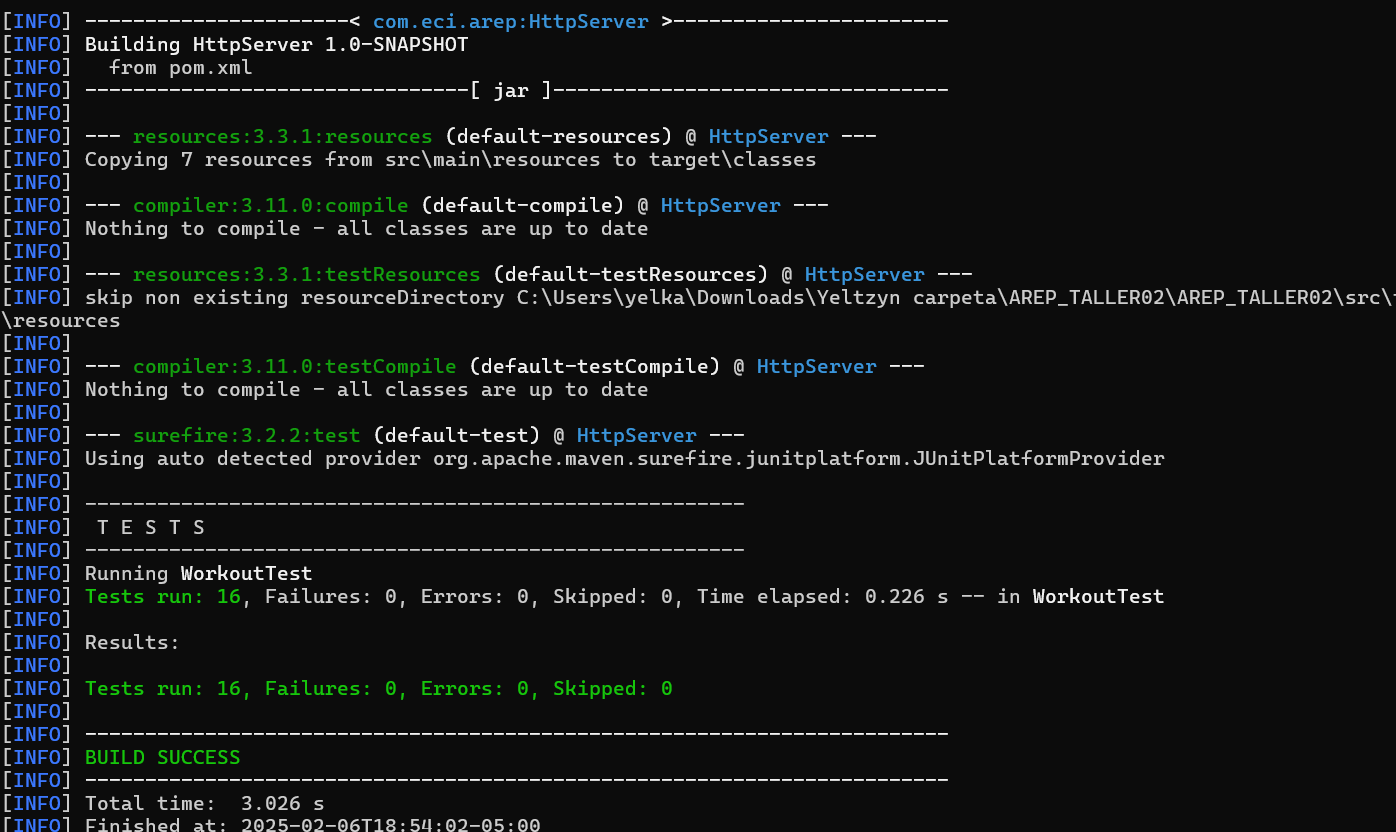 [INFO] ----------------------< com.eci.arep:HttpServer >-----------------------
[INFO] Building HttpServer 1.0-SNAPSHOT
[INFO]   from pom.xml
[INFO] --------------------------------[ jar ]---------------------------------
[INFO]
[INFO] --- resources:3.3.1:resources (default-resources) @ HttpServer ---
[INFO] Copying 7 resources from src\main\resources to target\classes
[INFO]
[INFO] --- compiler:3.11.0:compile (default-compile) @ HttpServer ---
[INFO] Nothing to compile - all classes are up to date
[INFO]
[INFO] --- resources:3.3.1:testResources (default-testResources) @ HttpServer ---
[INFO] skip non existing resourceDirectory C:\Users\yelka\Downloads\Yeltzyn carpeta\AREP_TALLER02\AREP_TALLER02\src\
\resources
[INFO]
[INFO] --- compiler:3.11.0:testCompile (default-testCompile) @ HttpServer ---
[INFO] Nothing to compile - all classes are up to date
[INFO]
[INFO] --- surefire:3.2.2:test (default-test) @ HttpServer ---
[INFO] Using auto detected provider org.apache.maven.surefire.junitplatform.JUnitPlatformProvider
[INFO]
[INFO] -------------------------------------------------------
[INFO]  T E S T S
[INFO] -------------------------------------------------------
[INFO] Running WorkoutTest
[INFO] Tests run: 16, Failures: 0, Errors: 0, Skipped: 0, Time elapsed: 0.226 s -- in WorkoutTest
[INFO]
[INFO] Results:
[INFO]
[INFO] Tests run: 16, Failures: 0, Errors: 0, Skipped: 0
[INFO]
[INFO] ------------------------------------------------------------------------
[INFO] BUILD SUCCESS
[INFO] ------------------------------------------------------------------------
[INFO] Total time:  3.026 s
[INFO] Finished at: 2025-02-06T18:54:02-05:00